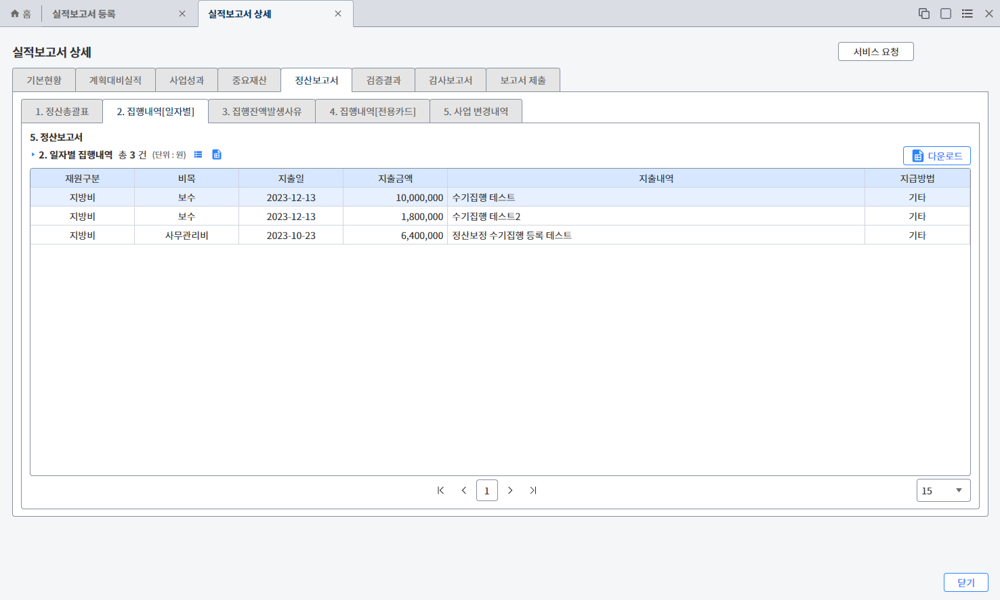 홈 실적보고서 등록 실적보고서 상세
실적보고서 상세 서비스 요청
기본현황 계획대비실적 사업성과 중요재산 정산보고서 검증결과 감사보고서 보고서 제출
1. 정산총괄표 2. 집행내역[일자별] 3. 집행잔액발생사유 4. 집행내역[전용카드] 5. 사업 변경내역
5. 정산보고서
2. 일자별 집행내역 총 3 건 (단위 : 원) 다운로드
재원구분 비목 지출일 지출금액 지출내역 지급방법
지방비 보수 2023-12-13 10,000,000 수기집행 테스트 기타
지방비 보수 2023-12-13 1,800,000 수기집행 테스트2 기타
지방비 사무관리비 2023-10-23 6,400,000 정산보정 수기집행 등록 테스트 기타
1 15
닫기